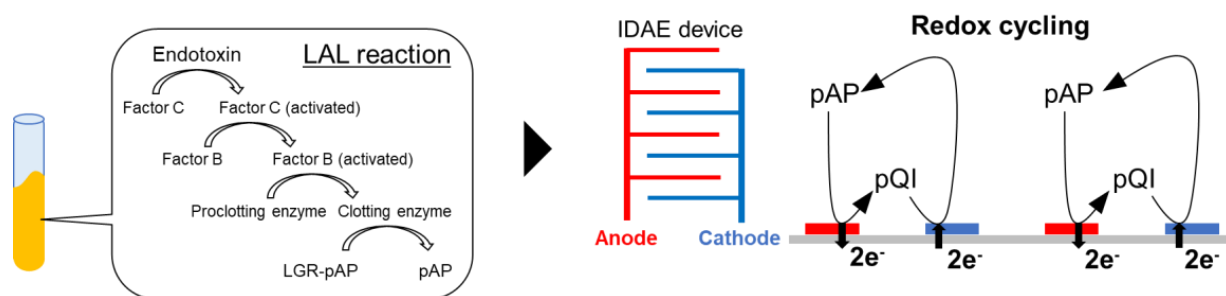 LAL reaction
Endotoxin
Factor C
Factor C (activated)
Factor B
Factor B (activated)
Proclotting enzyme
Clotting enzyme
LGR-pAP
pAP
IDAE device
Anode
Cathode
Redox cycling
pAP
pAP
pQI
pQI
2e-
2e-
2e-
2e-